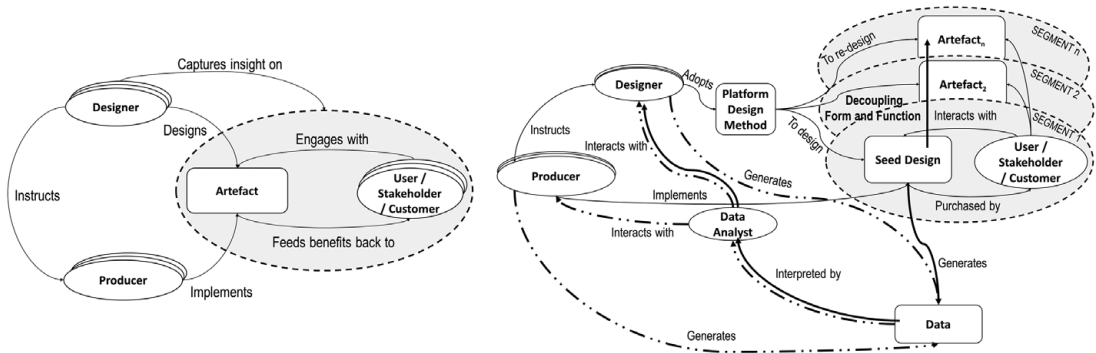 Captures insight on
Designer
Designs
Engages with
Instructs
Artefact
User /
Stakeholder
/ Customer
Feeds benefits back to
Producer
Implements
To re-design
Artefactn
SEGMENT n
Designer
Adopts
Platform
Design
Method
Artefact2
SEGMENT 2
Decoupling
Form and Function
To design
SEGMENT 1
Instructs
Interacts with
Interacts with
Seed Design
User /
Stakeholder
/ Customer
Producer
Generates
Implements
Purchased by
Data
Analyst
Interacts with
Interpreted by
Generates
Data
Generates